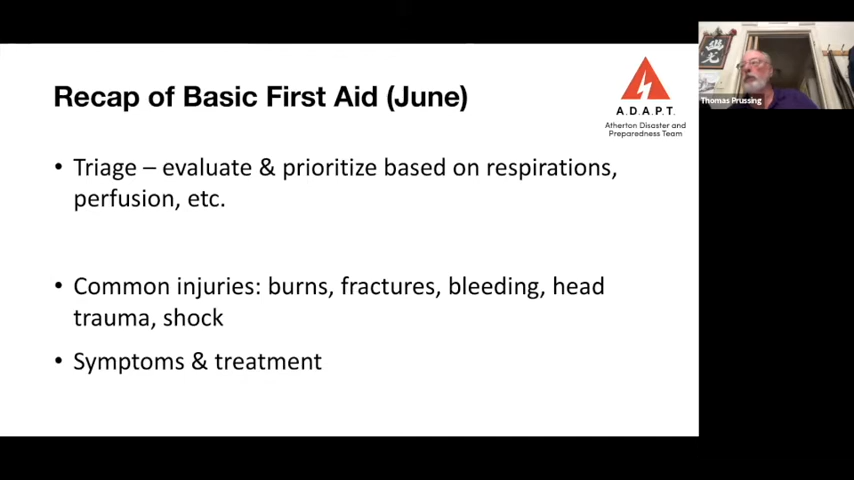 Recap of Basic First Aid (June)
A.D.A.P.T.
Atherton Disaster and
Preparedness Team
• Triage – evaluate & prioritize based on respirations,
perfusion, etc.
• Common injuries: burns, fractures, bleeding, head
trauma, shock
• Symptoms & treatment
Thomas Prussing